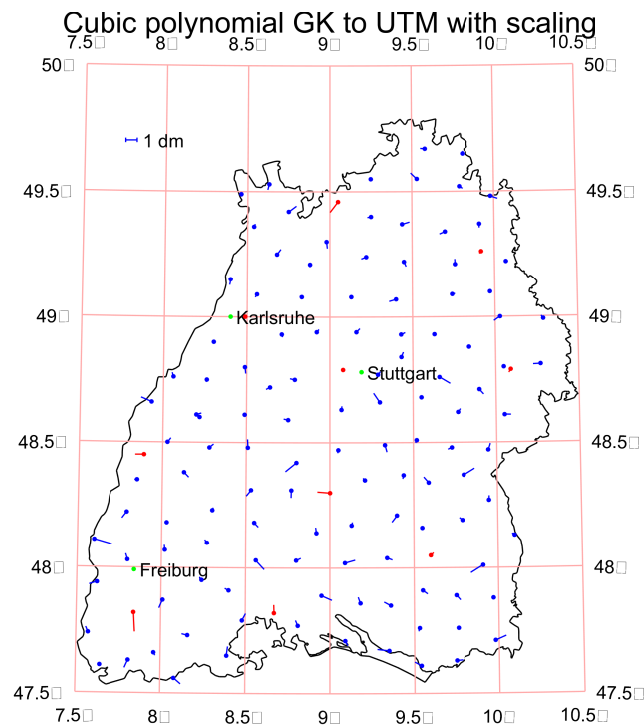 Cubic polynomial GK to UTM with scaling
7.5□ 8□ 8.5□ 9□ 9.5□ 10□ 10.5□
50□ 50□
1 dm
49.5□ 49.5□
49□ Karlsruhe 49□
Stuttgart
48.5□ 48.5□
48□ Freiburg 48□
47.5□ 47.5□
7.5□ 8□ 8.5□ 9□ 9.5□ 10□ 10.5□